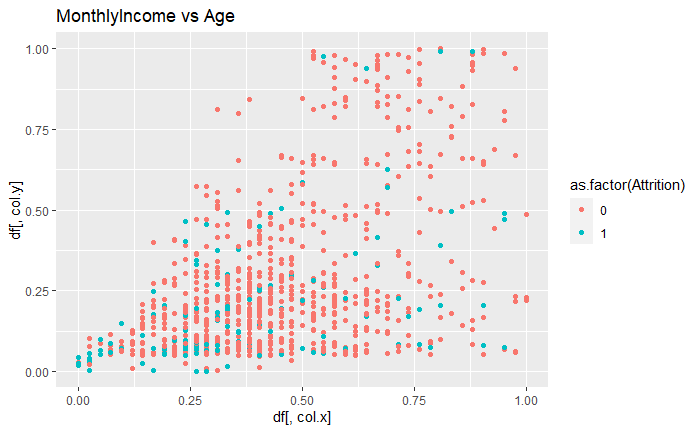 MonthlyIncome vs Age
1.00
0.75
0.50
0.25
0.00
df[, col.y]
0.00 0.25 0.50 0.75 1.00
df[, col.x]
as.factor(Attrition)
0
1